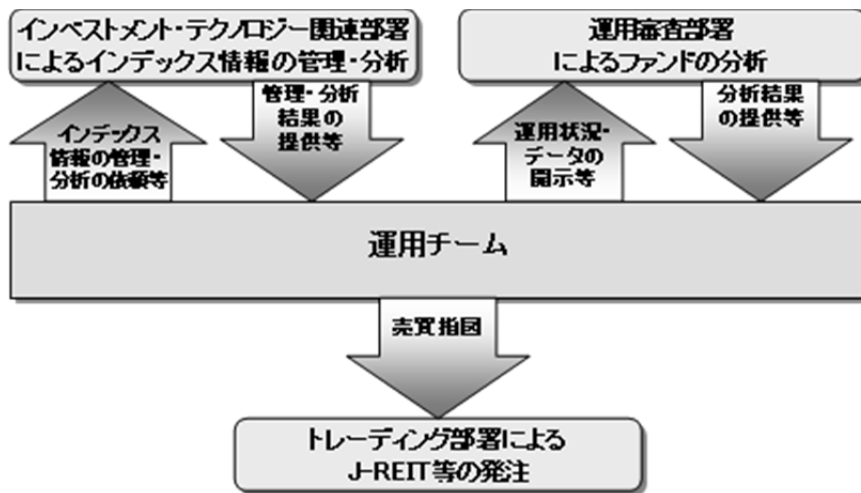 インベストメント・テクノロジー関連部署
によるインデックス情報の管理・分析
運用審査部署
によるファンドの分析
インデックス
情報の管理・
分析の依頼等
管理・分析
結果の
提供等
運用状況・
データの
開示等
分析結果
の提供等
運用チーム
売買指図
トレーディング部署による
J-REIT等の発注